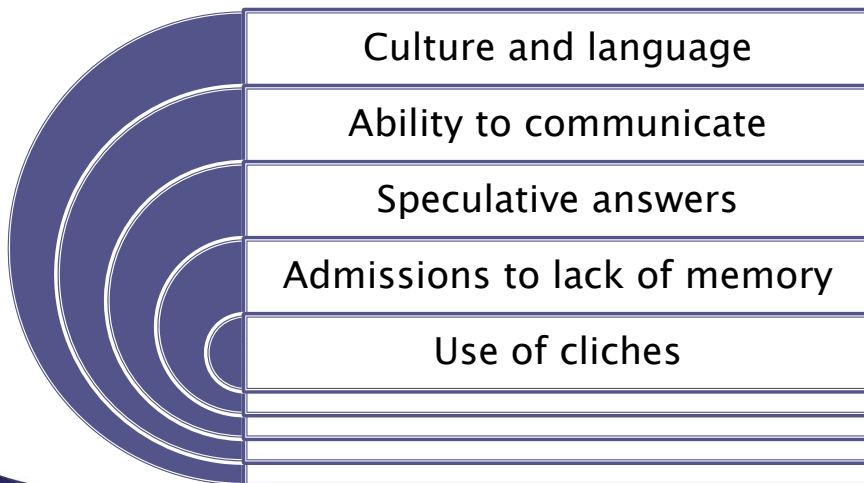 Culture and language
Ability to communicate
Speculative answers
Admissions to lack of memory
Use of cliches